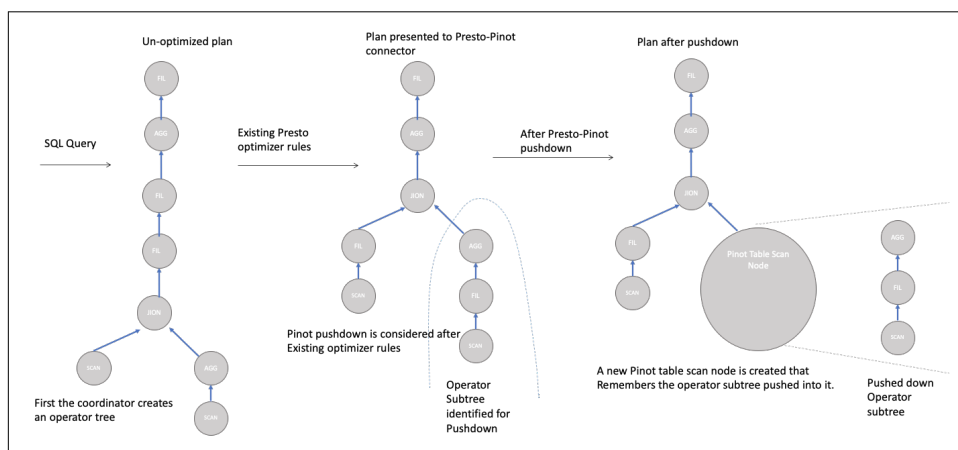 Un-optimized plan
FIL
AGG
FIL
FIL
JION
SCAN
AGG
SCAN
SQL Query
First the coordinator creates
an operator tree
Existing Presto
optimizer rules
Plan presented to Presto-Pinot
connector
FIL
AGG
JION
FIL
SCAN
AGG
FIL
SCAN
Pinot pushdown is considered after
Existing optimizer rules
Operator
Subtree
identified for
Pushdown
After Presto-Pinot
pushdown
Plan after pushdown
FIL
AGG
JION
FIL
SCAN
Pinot Table Scan
Node
A new Pinot table scan node is created that
Remembers the operator subtree pushed into it.
AGG
FIL
SCAN
Pushed down
Operator
subtree